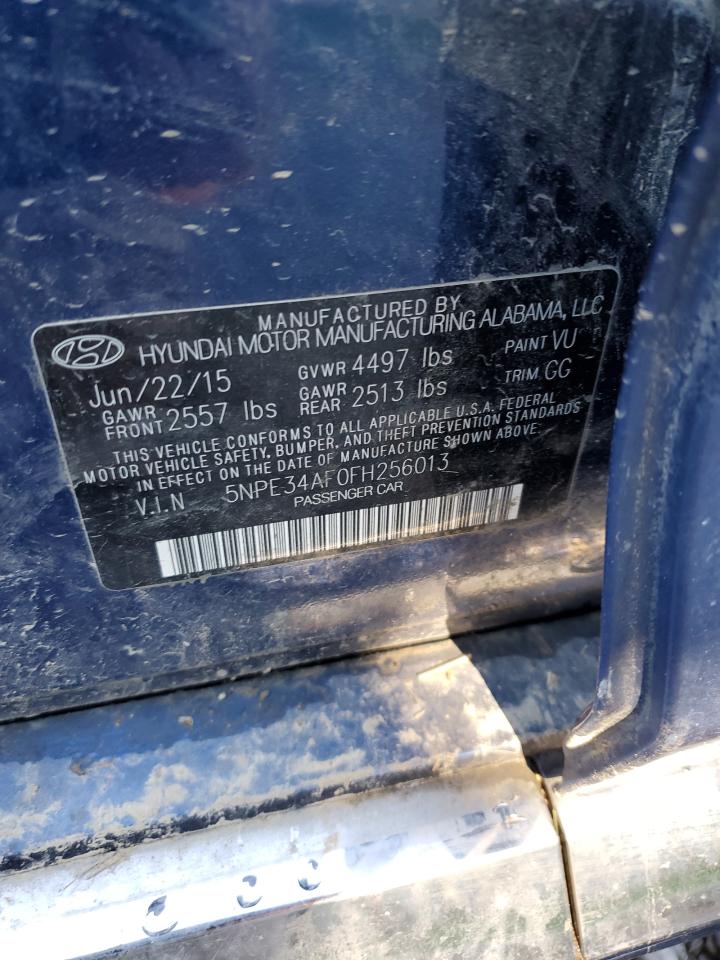 MANUFACTURED BY
HYUNDAI MOTOR MANUFACTURING ALABAMA, LLC
Jun/22/15 GVWR 4497 lbs PAINT VU
GAWR FRONT 2557 lbs GAWR REAR 2513 lbs TRIM GG
THIS VEHICLE CONFORMS TO ALL APPLICABLE U.S.A. FEDERAL
MOTOR VEHICLE SAFETY, BUMPER, AND THEFT PREVENTION STANDARDS
IN EFFECT ON THE DATE OF MANUFACTURE SHOWN ABOVE
V.I.N 5NPE34AF0FH256013
PASSENGER CAR